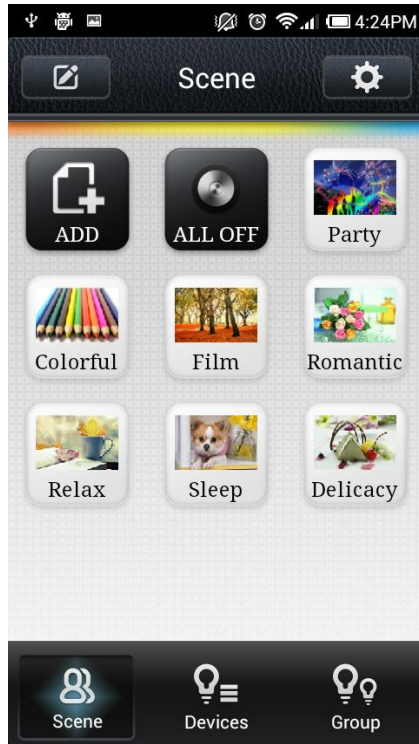 4:24PM
Scene
ADD
ALL OFF
Party
Colorful
Film
Romantic
Relax
Sleep
Delicacy
Scene
Devices
Group